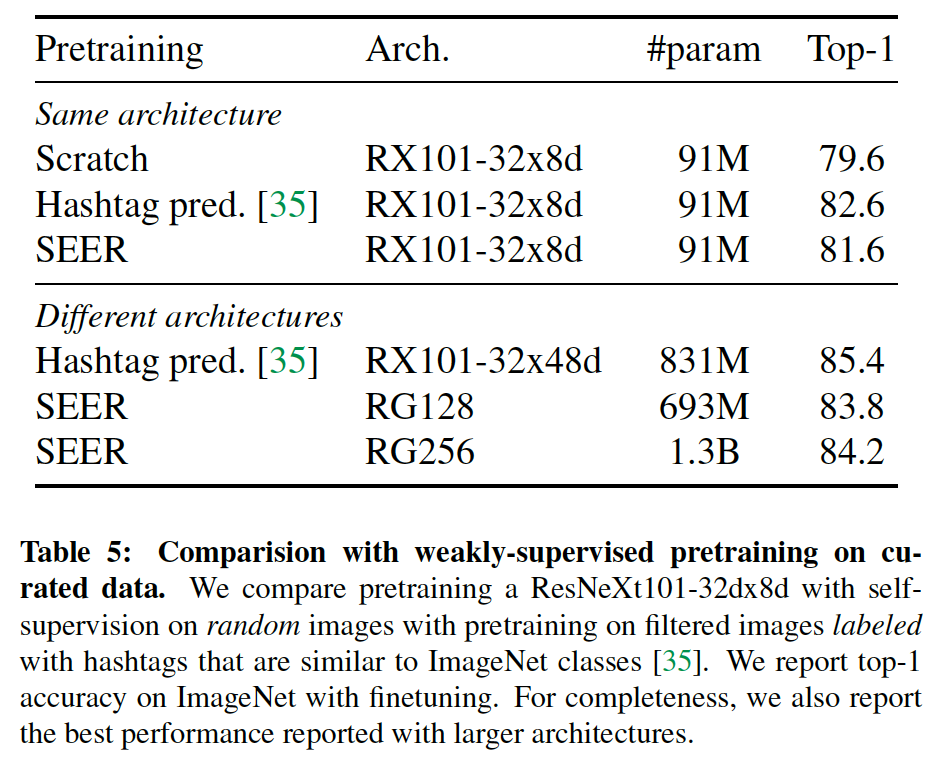 Pretraining Arch. #param Top-1
Same architecture
Scratch RX101-32x8d 91M 79.6
Hashtag pred. [35] RX101-32x8d 91M 82.6
SEER RX101-32x8d 91M 81.6
Different architectures
Hashtag pred. [35] RX101-32x48d 831M 85.4
SEER RG128 693M 83.8
SEER RG256 1.3B 84.2
Table 5: Comparision with weakly-supervised pretraining on cu-
rated data. We compare pretraining a ResNeXt101-32dx8d with self-
supervision on random images with pretraining on filtered images labeled
with hashtags that are similar to ImageNet classes [35]. We report top-1
accuracy on ImageNet with finetuning. For completeness, we also report
the best performance reported with larger architectures.